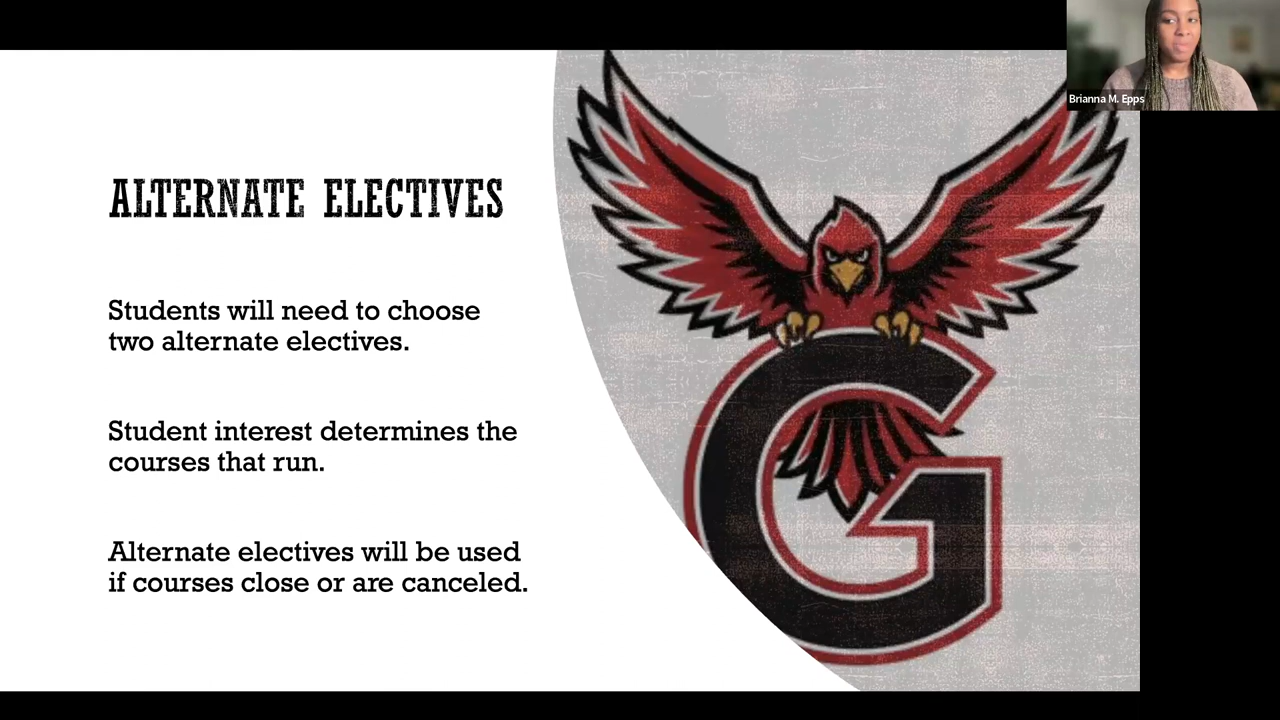 Brianna M. Epps
ALTERNATE ELECTIVES
Students will need to choose
two alternate electives.
Student interest determines the
courses that run.
Alternate electives will be used
if courses close or are canceled.
G